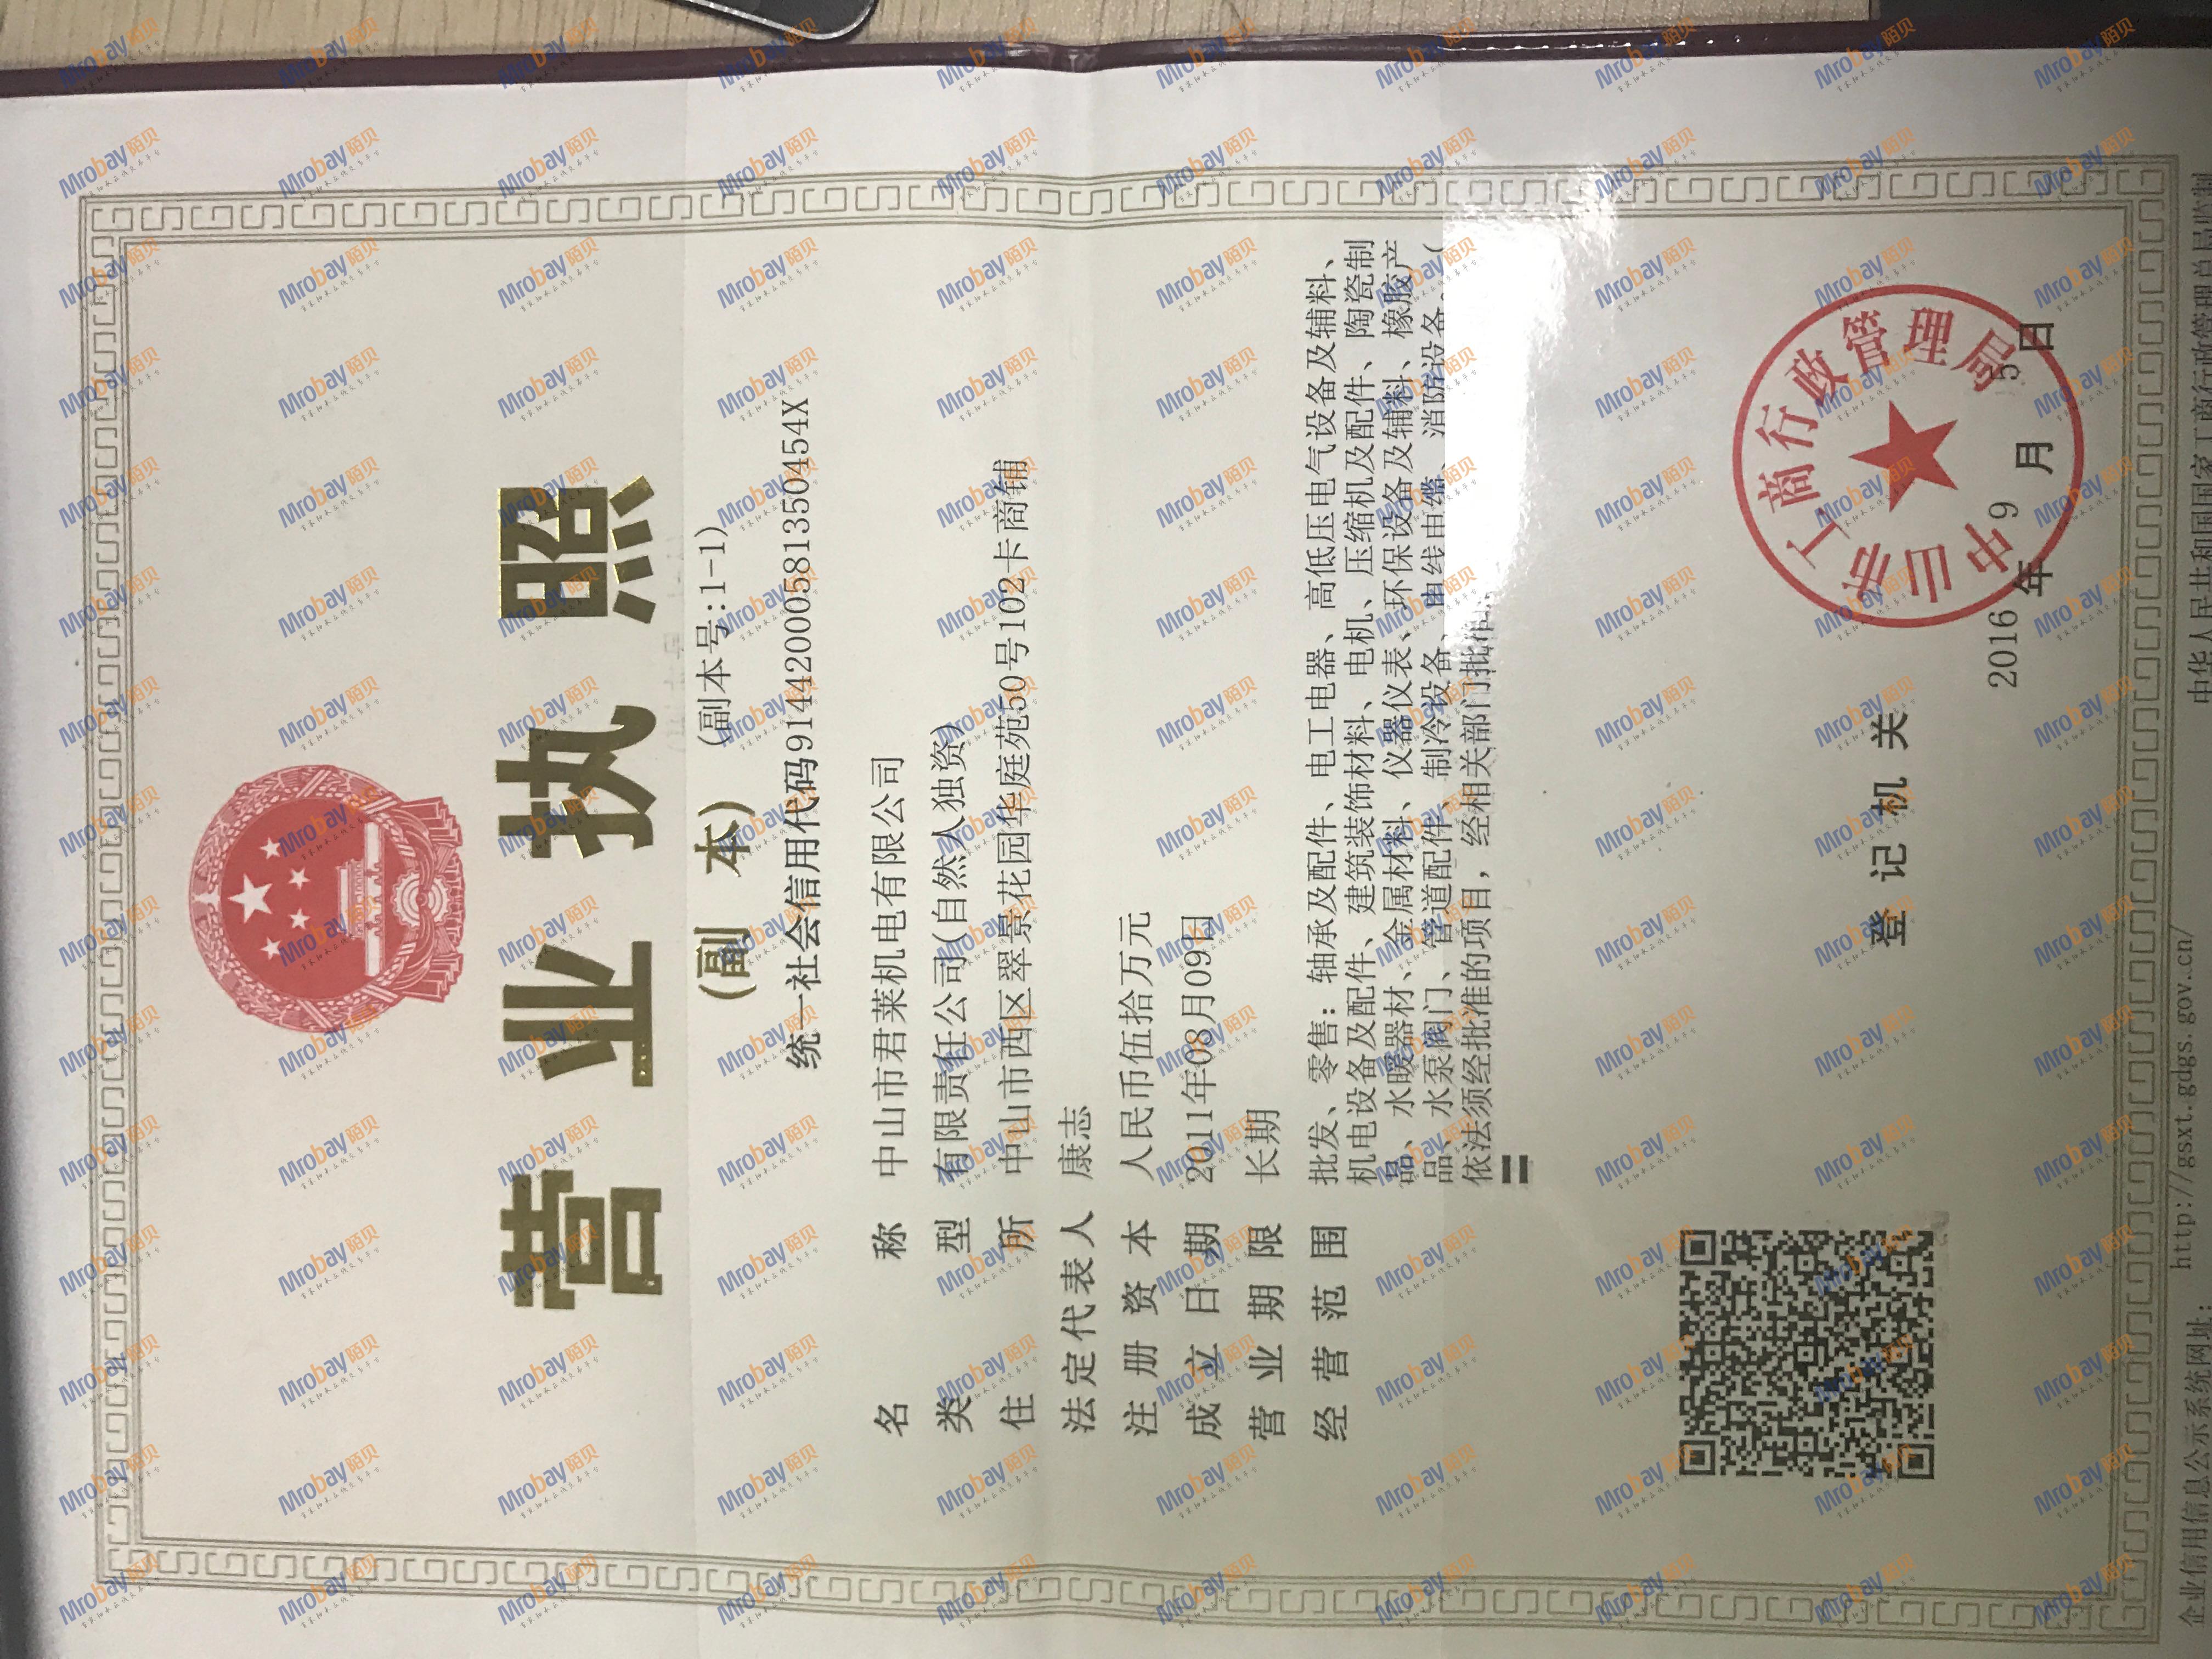 营业执照
(副 本) (副本号:1-1)
统一社会信用代码91442000581350454X
名称 中山市君莱机电有限公司
类型 有限责任公司(自然人独资)
住所 中山市西区翠景花园华庭苑50号102卡商铺
法定代表人 康志
注册资本 人民币伍拾万元
成立日期 2011年08月09日
营业期限 长期
经营范围 批发、零售：轴承及配件、电工电器、高低压电气设备及辅料、
机电设备及配件、建筑装饰材料、电机、压缩机及配件、陶瓷制
品、水暖器材、金属材料、仪器仪表、环保设备及辅料、橡胶产
品、水泵阀门、管道配件、制冷设备、电线电缆、消防设备。(
依法须经批准的项目，经相关部门批准
登记机关
中山市工商行政管理局
2016年9月5日
企业信用信息公示系统网址： http://gsxt.gdgs.gov.cn/ 中华人民共和国国家工商行政管理总局监制
Mrobay陌贝